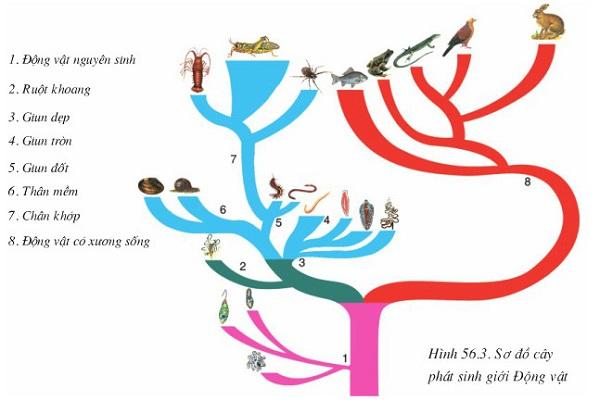 1. Động vật nguyên sinh
2. Ruột khoang
3. Giun dẹp
4. Giun tròn
5. Giun đốt
6. Thân mềm
7. Chân khớp
8. Động vật có xương sống
7
8
6
5
4
3
2
1
Hình 56.3. Sơ đồ cây
phát sinh giới Động vật